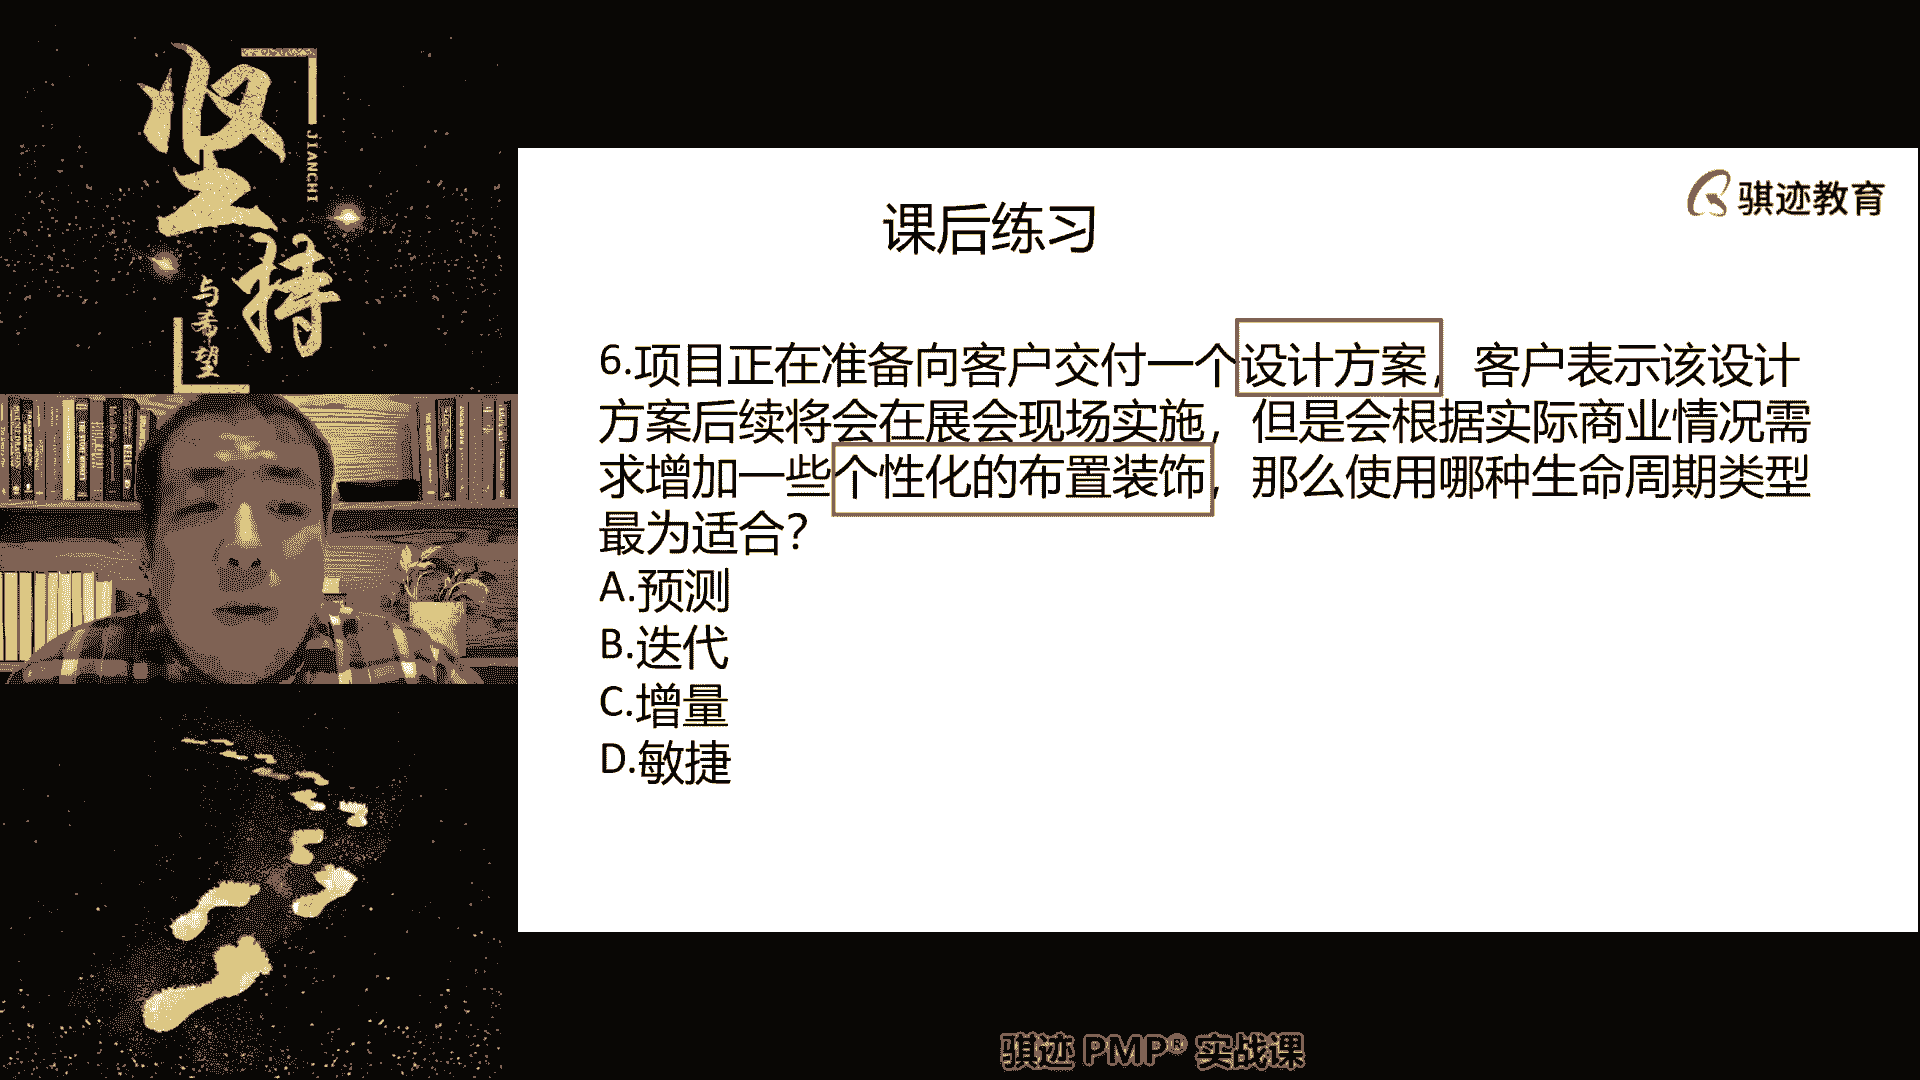 坚持
JIANCHI
与希望
骐迹教育
课后练习
6.项目正在准备向客户交付一个设计方案，客户表示该设计
方案后续将会在展会现场实施，但是会根据实际商业情况需
求增加一些个性化的布置装饰，那么使用哪种生命周期类型
最为适合？
A.预测
B.迭代
C.增量
D.敏捷
骐迹 PMP® 实战课